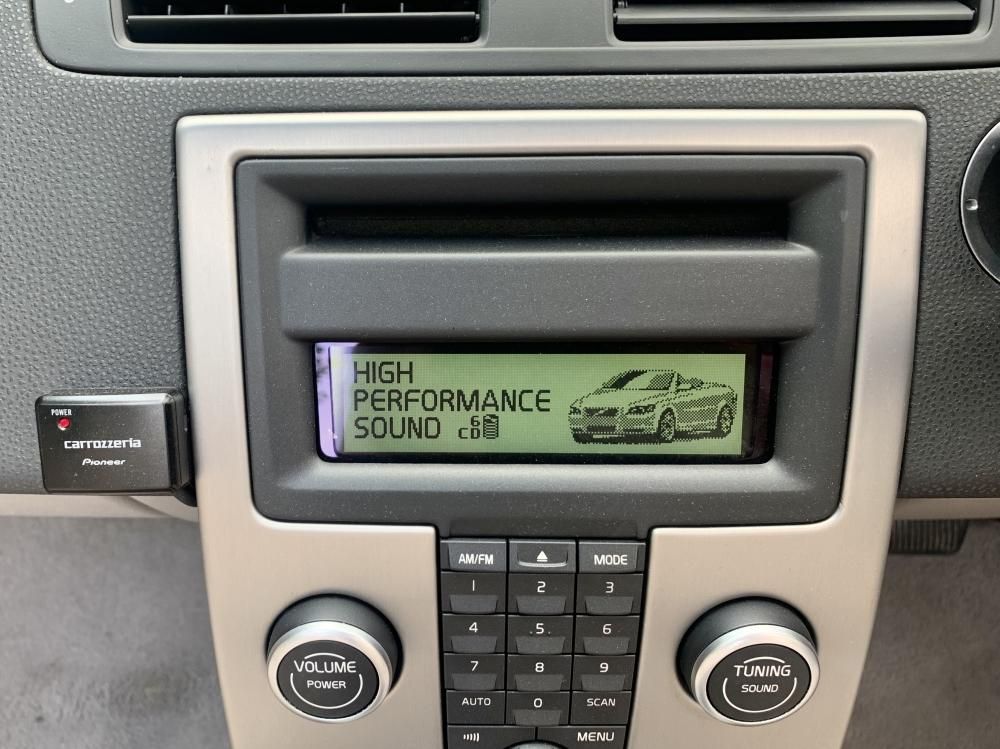 HIGH
PERFORMANCE
SOUND 6
CD
POWER
carrozzeria
Pioneer
AM/FM MODE
1 2 3
4 .5. 6
7 8 9
AUTO 0 SCAN
MENU
VOLUME
POWER
TUNING
SOUND